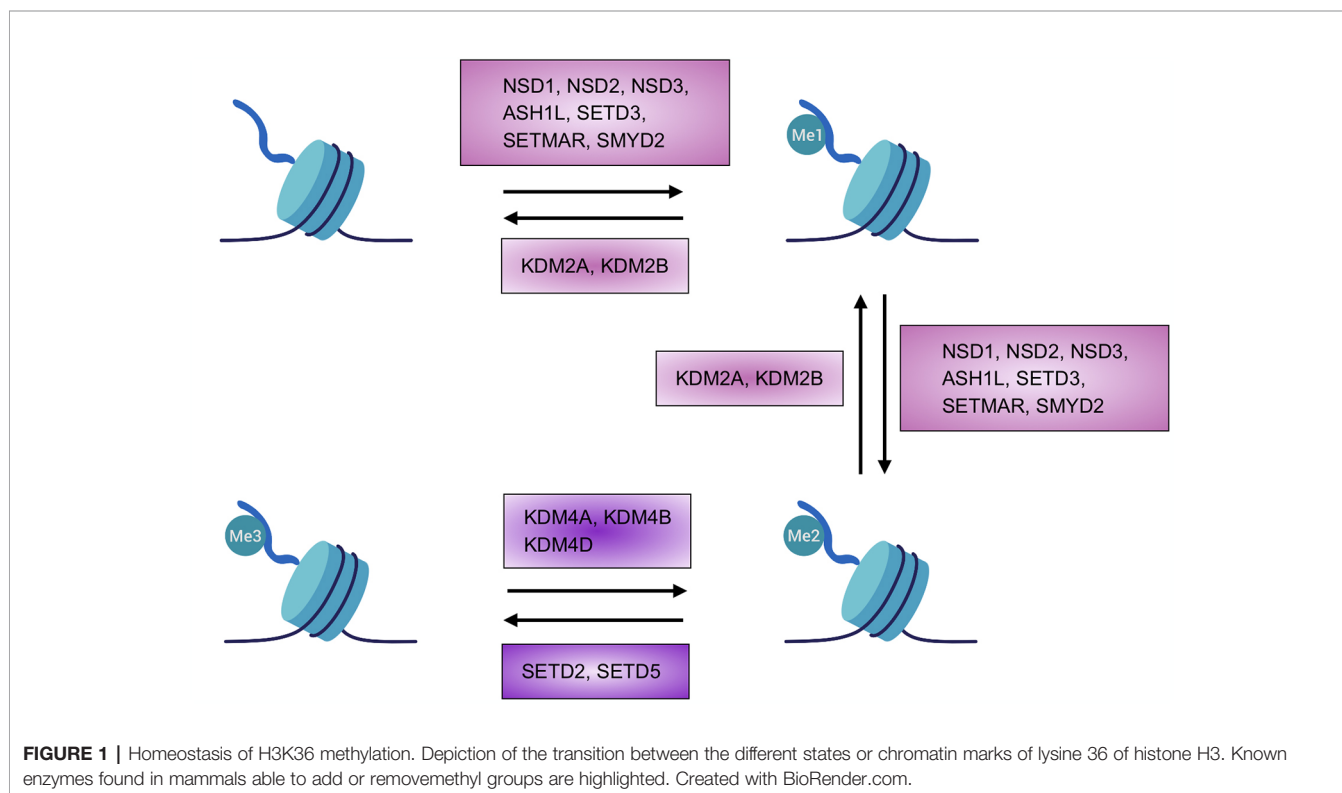 NSD1, NSD2, NSD3,
ASH1L, SETD3,
SETMAR, SMYD2
Me1
KDM2A, KDM2B
KDM2A, KDM2B
NSD1, NSD2, NSD3,
ASH1L, SETD3,
SETMAR, SMYD2
Me3
KDM4A, KDM4B
KDM4D
Me2
SETD2, SETD5
FIGURE 1 | Homeostasis of H3K36 methylation. Depiction of the transition between the different states or chromatin marks of lysine 36 of histone H3. Known
enzymes found in mammals able to add or removemethyl groups are highlighted. Created with BioRender.com.